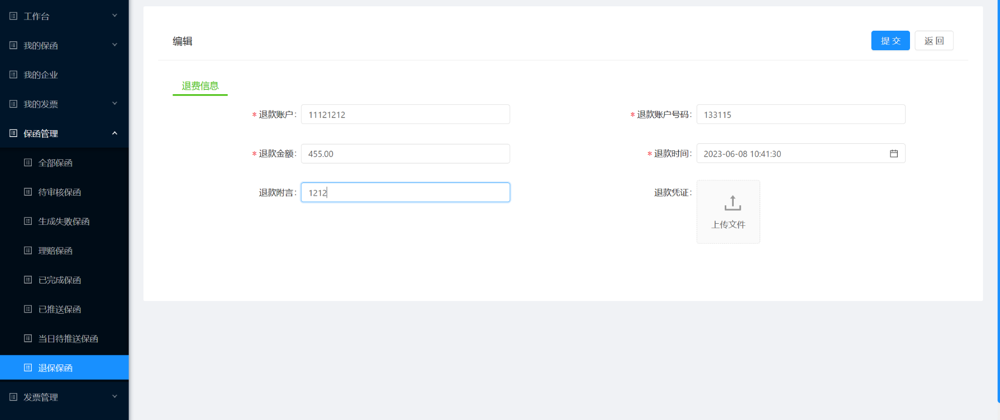 工作台
我的保函
我的企业
我的发票
保函管理
全部保函
待审核保函
生成失败保函
理赔保函
已完成保函
已推送保函
当日待推送保函
退保保函
发票管理
编辑
提 交
返 回
退费信息
* 退款账户: 11121212
* 退款账户号码: 133115
* 退款金额: 455.00
* 退款时间: 2023-06-08 10:41:30
退款附言: 1212
退款凭证:
上传文件